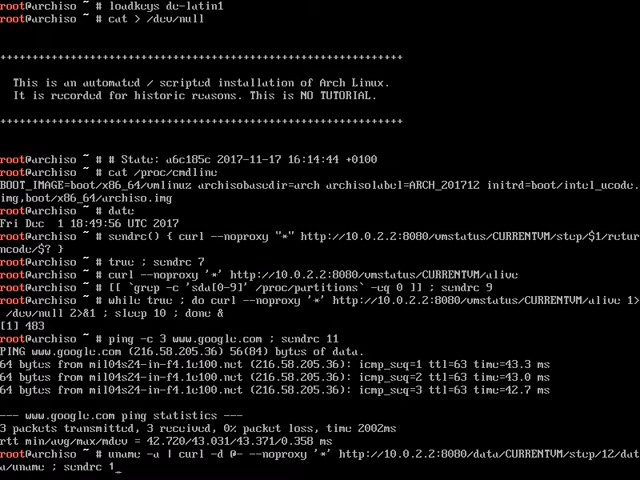 root@archiso ~ # loadkeys de-latin1
root@archiso ~ # cat > /dev/null
+++++++++++++++++++++++++++++++++++++++++++++++++++++++++++++++
This is an automated / scripted installation of Arch Linux.
It is recorded for historic reasons. This is NO TUTORIAL.
+++++++++++++++++++++++++++++++++++++++++++++++++++++++++++++++
root@archiso ~ # # State: a6c185c 2017-11-17 16:14:44 +0100
root@archiso ~ # cat /proc/cmdline
BOOT_IMAGE=boot/x86_64/vmlinuz archisobasedir=arch archisolabel=ARCH_201712 initrd=boot/intel_ucode.
img,boot/x86_64/archiso.img
root@archiso ~ # date
Fri Dec  1 18:49:56 UTC 2017
root@archiso ~ # sendrc() { curl --noproxy "*" http://10.0.2.2:8080/vmstatus/CURRENTVM/step/$1/return
mcode/$? }
root@archiso ~ # true ; sendrc 7
root@archiso ~ # curl --noproxy '*' http://10.0.2.2:8080/vmstatus/CURRENTVM/alive
root@archiso ~ # [[ `grep -c 'sda[0-9]' /proc/partitions` -eq 0 ]] ; sendrc 9
root@archiso ~ # while true ; do curl --noproxy '*' http://10.0.2.2:8080/vmstatus/CURRENTVM/alive 1>
/dev/null 2>&1 ; sleep 10 ; done &
[1] 483
root@archiso ~ # ping -c 3 www.google.com ; sendrc 11
PING www.google.com (216.58.205.36) 56(84) bytes of data.
64 bytes from mil04s24-in-f4.1e100.net (216.58.205.36): icmp_seq=1 ttl=63 time=43.3 ms
64 bytes from mil04s24-in-f4.1e100.net (216.58.205.36): icmp_seq=2 ttl=63 time=43.0 ms
64 bytes from mil04s24-in-f4.1e100.net (216.58.205.36): icmp_seq=3 ttl=63 time=42.7 ms
--- www.google.com ping statistics ---
3 packets transmitted, 3 received, 0% packet loss, time 2002ms
rtt min/avg/max/mdev = 42.720/43.031/43.371/0.358 ms
root@archiso ~ # uname -a | curl -d @- --noproxy '*' http://10.0.2.2:8080/data/CURRENTVM/step/12/dat
a/uname ; sendrc 1_